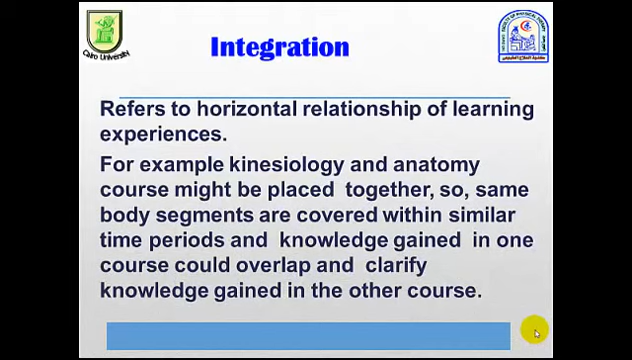 Integration
Cairo University
Refers to horizontal relationship of learning
experiences.
For example kinesiology and anatomy
course might be placed together, so, same
body segments are covered within similar
time periods and knowledge gained in one
course could overlap and clarify
knowledge gained in the other course.